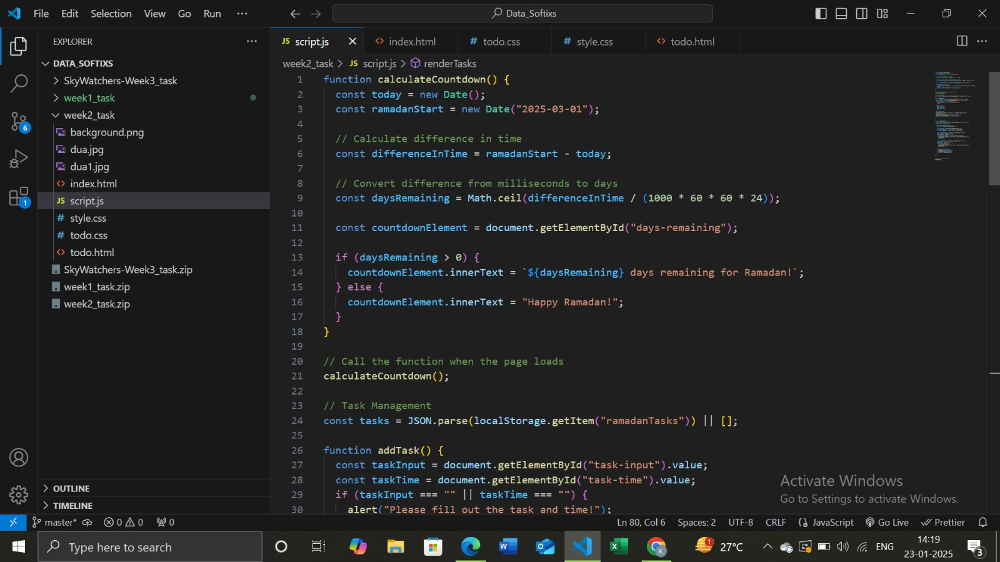 File Edit Selection View Go Run ···
Data_Softixs
EXPLORER
DATA_SOFTIXS
SkyWatchers-Week3_task
week1_task
week2_task
background.png
dua.jpg
dua1.jpg
index.html
JS script.js
# style.css
# todo.css
todo.html
SkyWatchers-Week3_task.zip
week1_task.zip
week2_task.zip
OUTLINE
TIMELINE
6
1
JS script.js
index.html
# todo.css
# style.css
todo.html
week2_task > JS script.js > renderTasks
1 function calculateCountdown() {
2 const today = new Date();
3 const ramadanStart = new Date("2025-03-01");
4
5 // Calculate difference in time
6 const differenceInTime = ramadanStart - today;
7
8 // Convert difference from milliseconds to days
9 const daysRemaining = Math.ceil(differenceInTime / (1000 * 60 * 60 * 24));
10
11 const countdownElement = document.getElementById("days-remaining");
12
13 if (daysRemaining > 0) {
14 countdownElement.innerText = `${daysRemaining} days remaining for Ramadan!`;
15 } else {
16 countdownElement.innerText = "Happy Ramadan!";
17 }
18 }
19
20 // Call the function when the page loads
21 calculateCountdown();
22
23 // Task Management
24 const tasks = JSON.parse(localStorage.getItem("ramadanTasks")) || [];
25
26 function addTask() {
27 const taskInput = document.getElementById("task-input").value;
28 const taskTime = document.getElementById("task-time").value;
29 if (taskInput === "" || taskTime === "") {
30 alert("Please fill out the task and time!");
Activate Windows
Go to Settings to activate Windows.
master* 0 0 0
Ln 80, Col 6 Spaces: 2 UTF-8 CRLF {} JavaScript Go Live Prettier
Type here to search
1 27°C
ENG
14:19
23-01-2025
3